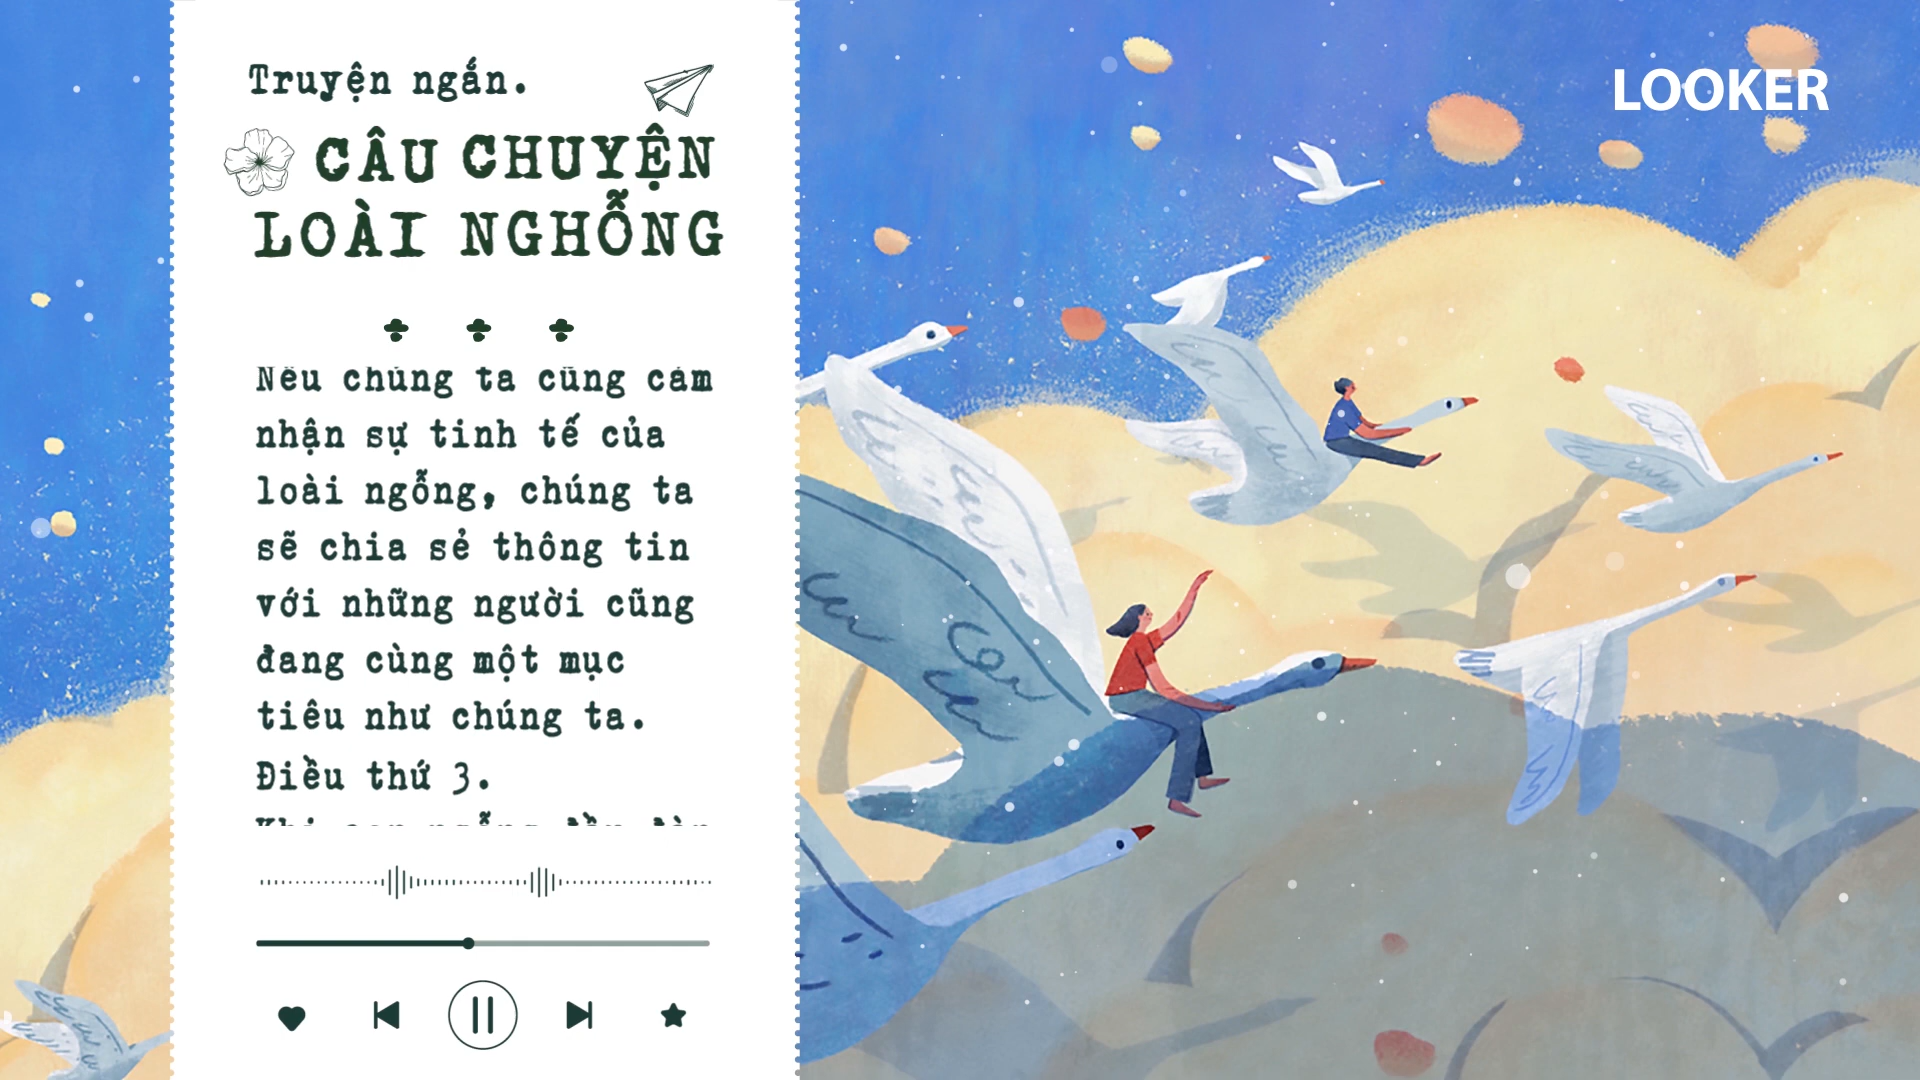 Truyện ngắn.
CÂU CHUYỆN
LOÀI NGHỖNG
Nếu chúng ta cũng cảm
nhận sự tinh tế của
loài ngỗng, chúng ta
sẽ chia sẻ thông tin
với những người cũng
đang cùng một mục
tiêu như chúng ta.
Điều thứ 3.
LOOKER